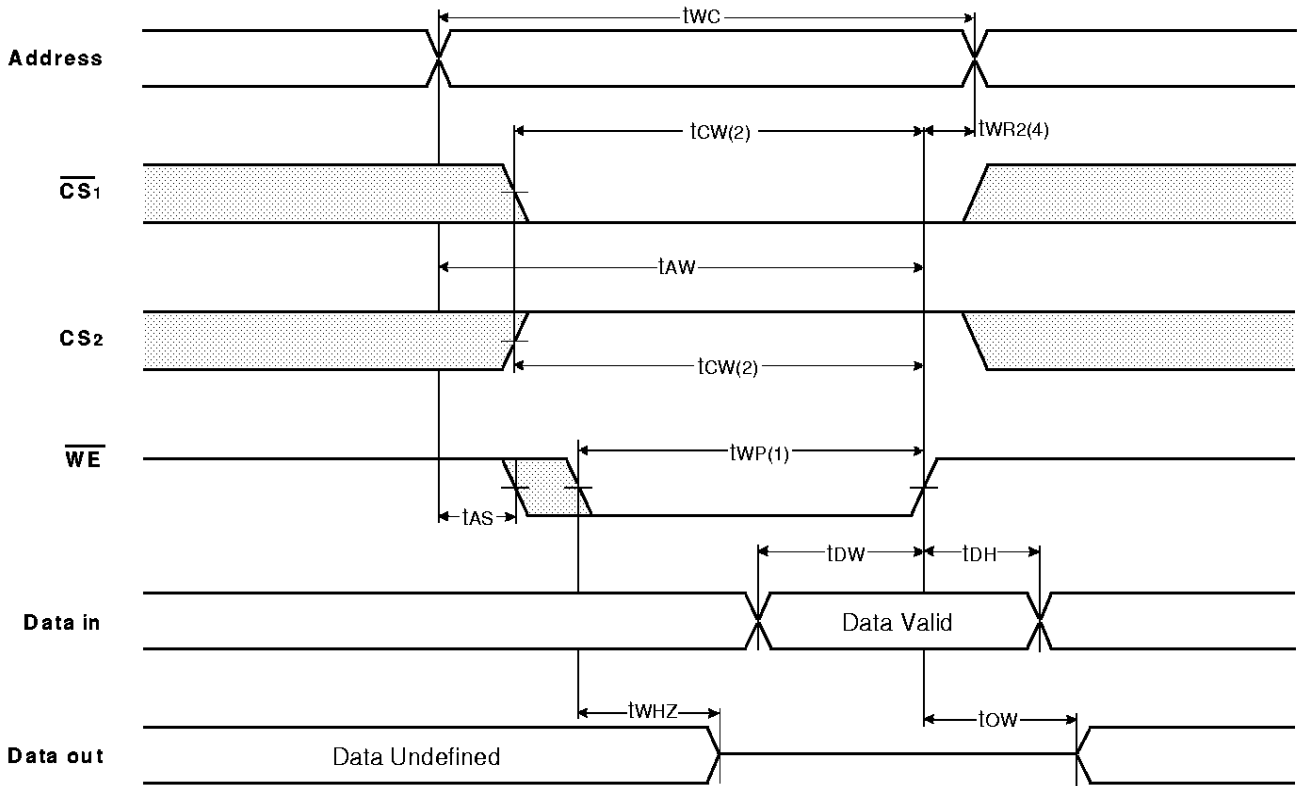 tWC
Address
tCW(2)
tWR2(4)
CS1
tAW
CS2
tCW(2)
WE
tWP(1)
tAS
tDW
tDH
Data in
Data Valid
tWHZ
tOW
Data out
Data Undefined